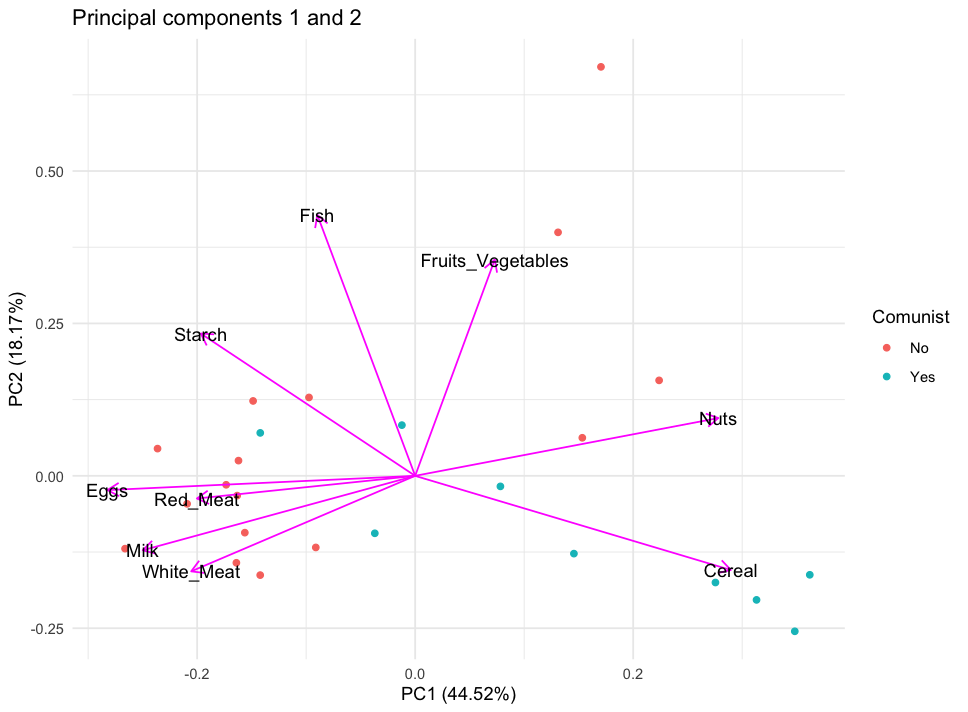 Principal components 1 and 2
0.50
Fish
Fruits_Vegetables
Comunist
0.25
Starch
No
PC2 (18.17%)
Yes
Nuts
0.00
Eggs
Red_Meat
Milk
White_Meat
Cereal
-0.25
-0.2
0.0
0.2
PC1 (44.52%)